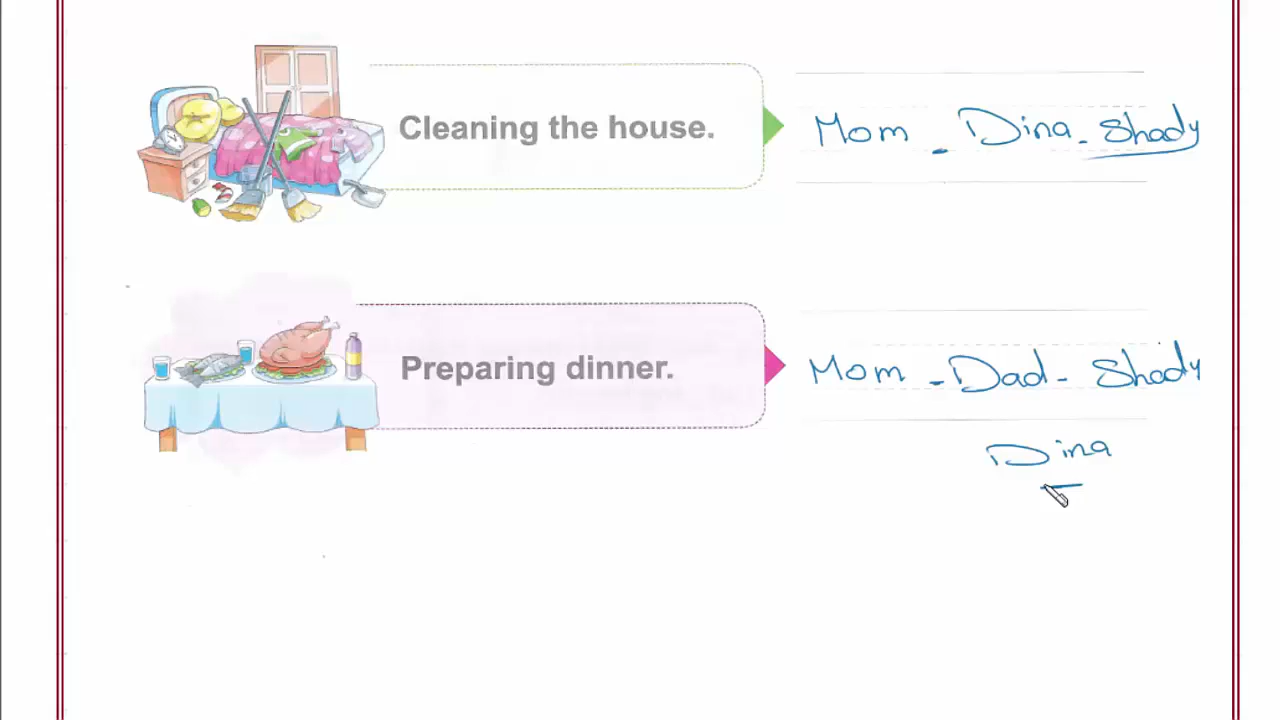 Cleaning the house.
Mom - Dina - Shady
Preparing dinner.
Mom - Dad - Shady
Dina